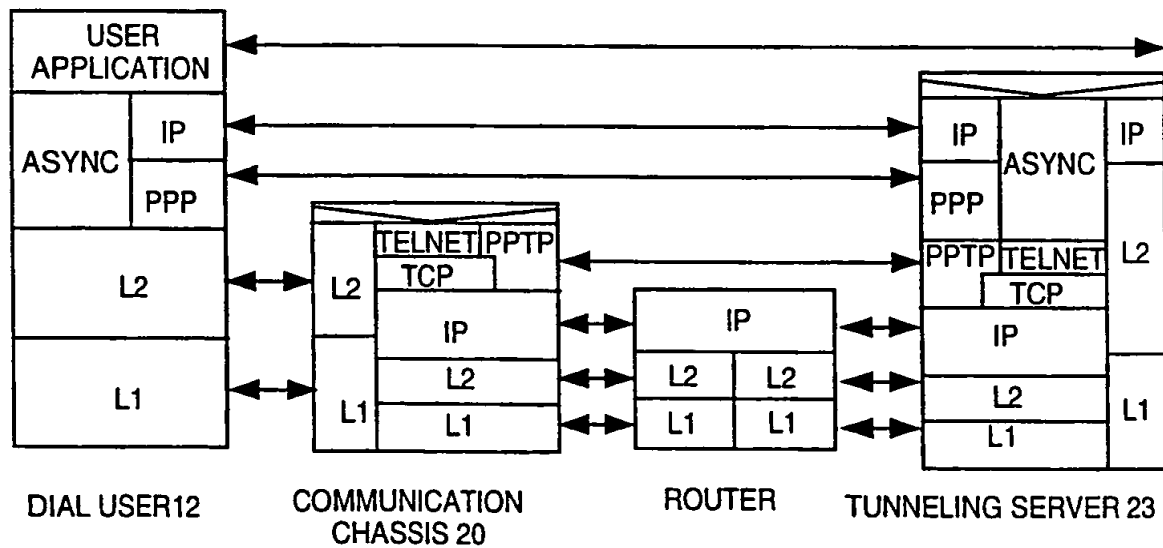 USER
APPLICATION
ASYNC
IP
PPP
L2
L1
DIAL USER12
L2
L1
TELNET
PPTP
TCP
IP
L2
L1
COMMUNICATION
CHASSIS 20
IP
L2
L2
L1
L1
ROUTER
IP
ASYNC
IP
PPP
PPTP
TELNET
L2
TCP
IP
L2
L1
L1
TUNNELING SERVER 23